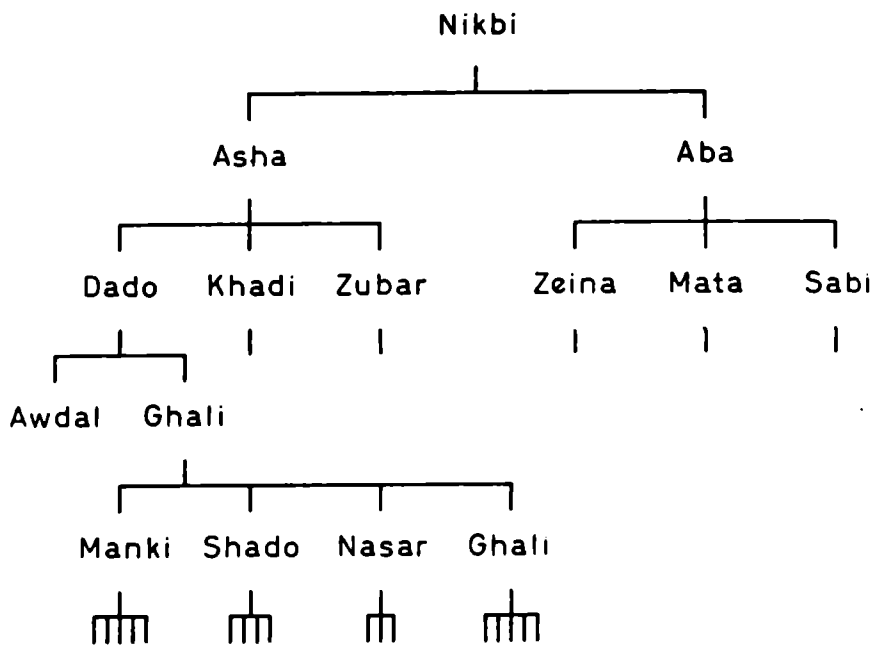 Nikbi
Asha Aba
Dado Khadi Zubar Zeina Mata Sabi
Awdal Ghali
Manki Shado Nasar Ghali